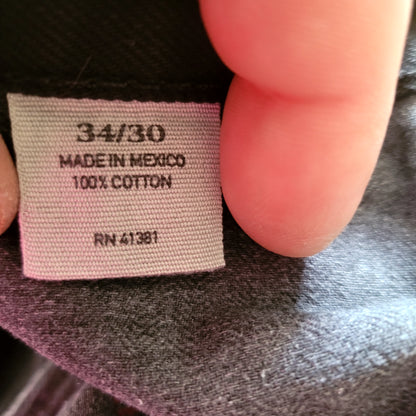 34/30
MADE IN MEXICO
100% COTTON
RN 41381